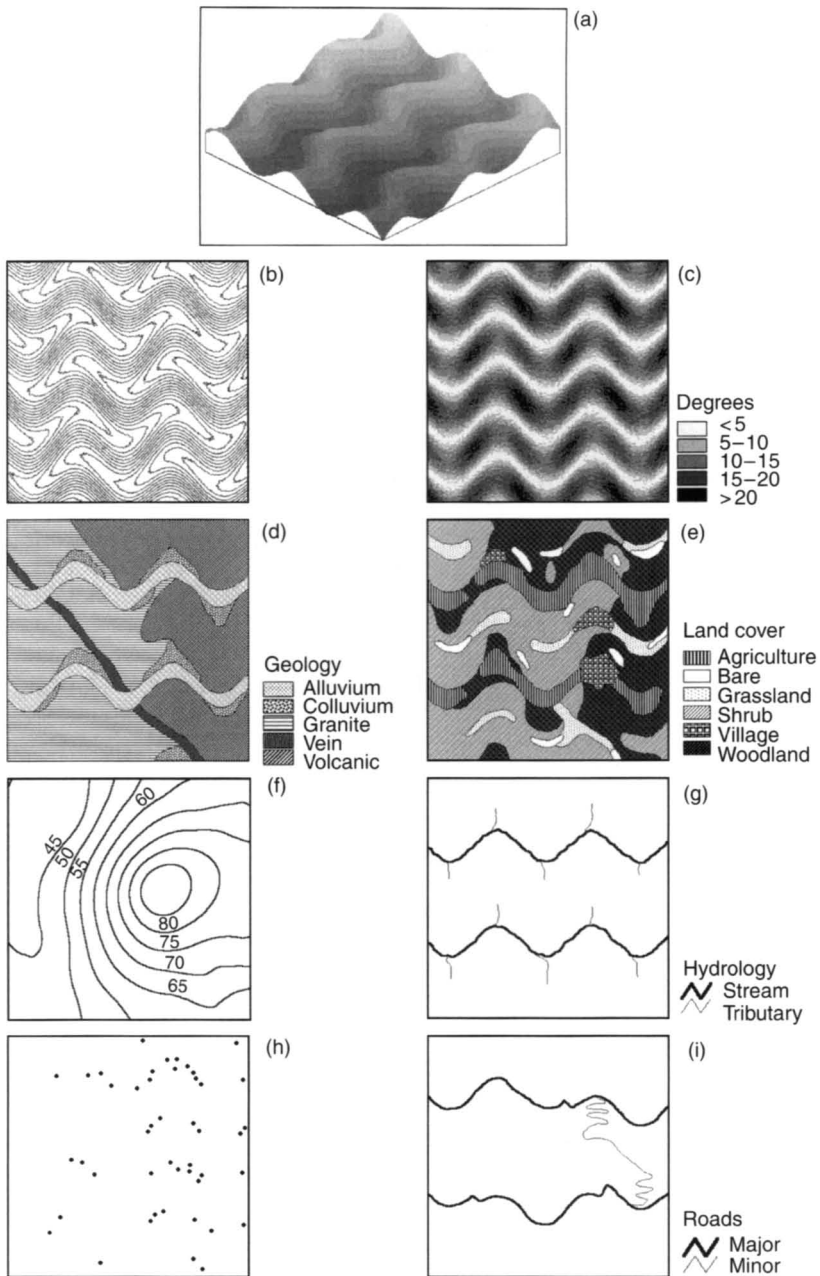 (a)
(b)
(c)
Degrees
<5
5–10
10–15
15–20
>20
(d)
Geology
Alluvium
Colluvium
Granite
Vein
Volcanic
(e)
Land cover
Agriculture
Bare
Grassland
Shrub
Village
Woodland
(f)
60
45
50
55
80
75
70
65
(g)
Hydrology
Stream
Tributary
(h)
(i)
Roads
Major
Minor